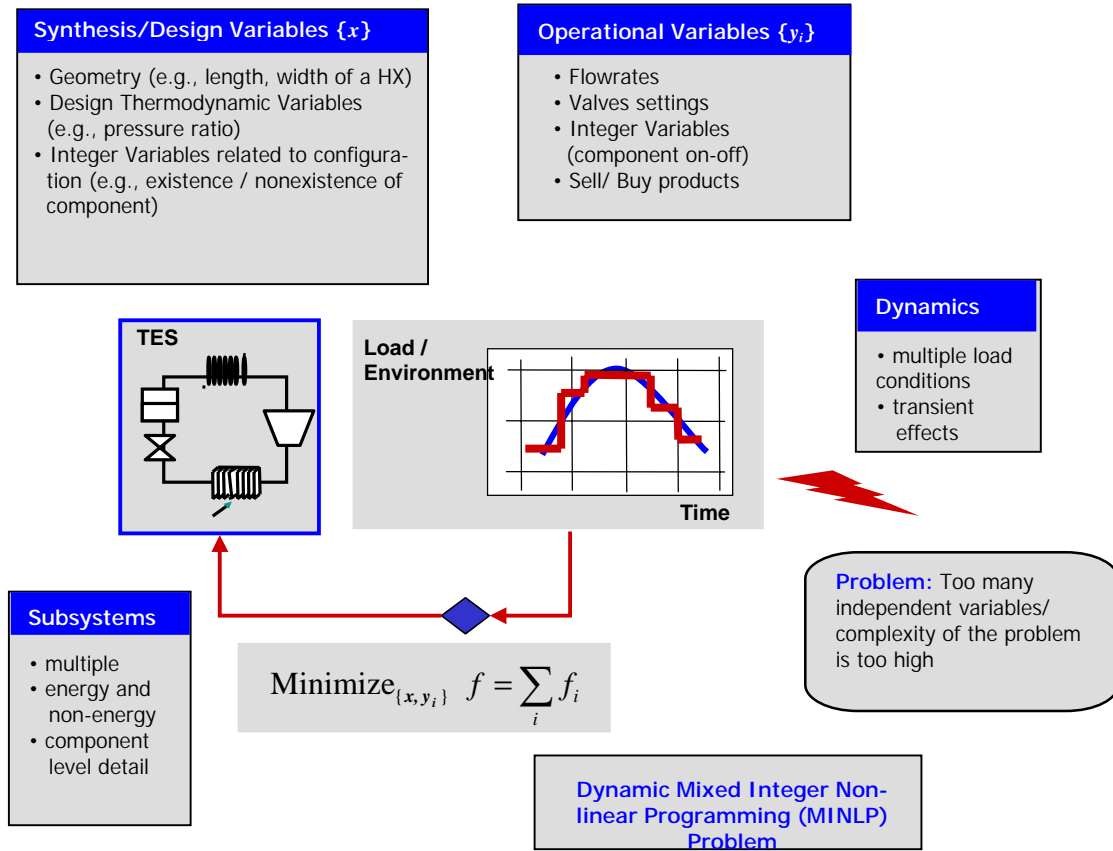 Synthesis/Design Variables {x}
• Geometry (e.g., length, width of a HX)
• Design Thermodynamic Variables
(e.g., pressure ratio)
• Integer Variables related to configura-
tion (e.g., existence / nonexistence of
component)
Operational Variables {yᵢ}
• Flowrates
• Valves settings
• Integer Variables
(component on-off)
• Sell/ Buy products
Dynamics
• multiple load
conditions
• transient
effects
TES
Load /
Environment
Time
Problem: Too many
independent variables/
complexity of the problem
is too high
Subsystems
• multiple
• energy and
non-energy
• component
level detail
Minimize{x, yᵢ} f = ∑ᵢ fᵢ
Dynamic Mixed Integer Non-
linear Programming (MINLP)
Problem